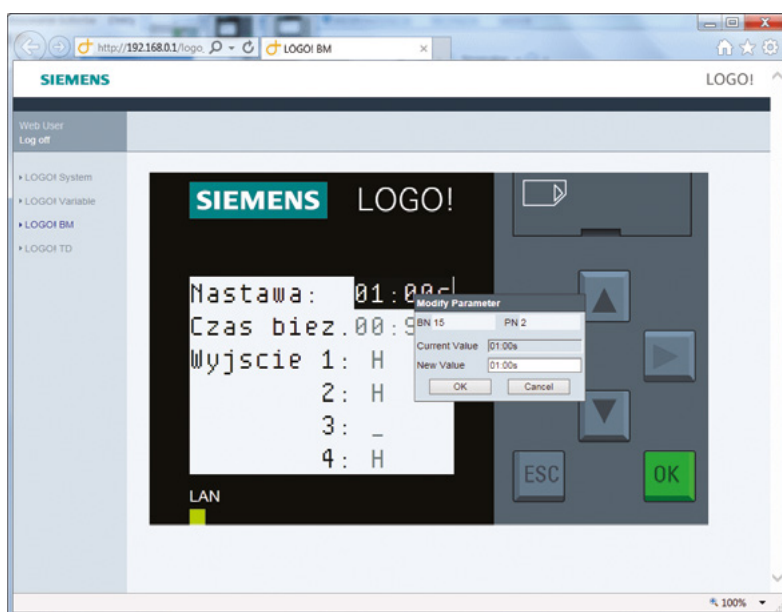 http://192.168.0.1/logo.
LOGO! BM
SIEMENS
LOGO!
Web User
Log off
LOGO! System
LOGO! Variable
LOGO! BM
LOGO! TD
SIEMENS LOGO!
Nastawa: 01:00s
Czas biez.00:9
Wyjscie 1: H
2: H
3: _
4: H
Modify Parameter
BN 15 PN 2
Current Value 01:00s
New Value 01:00s
OK Cancel
ESC OK
LAN
100%